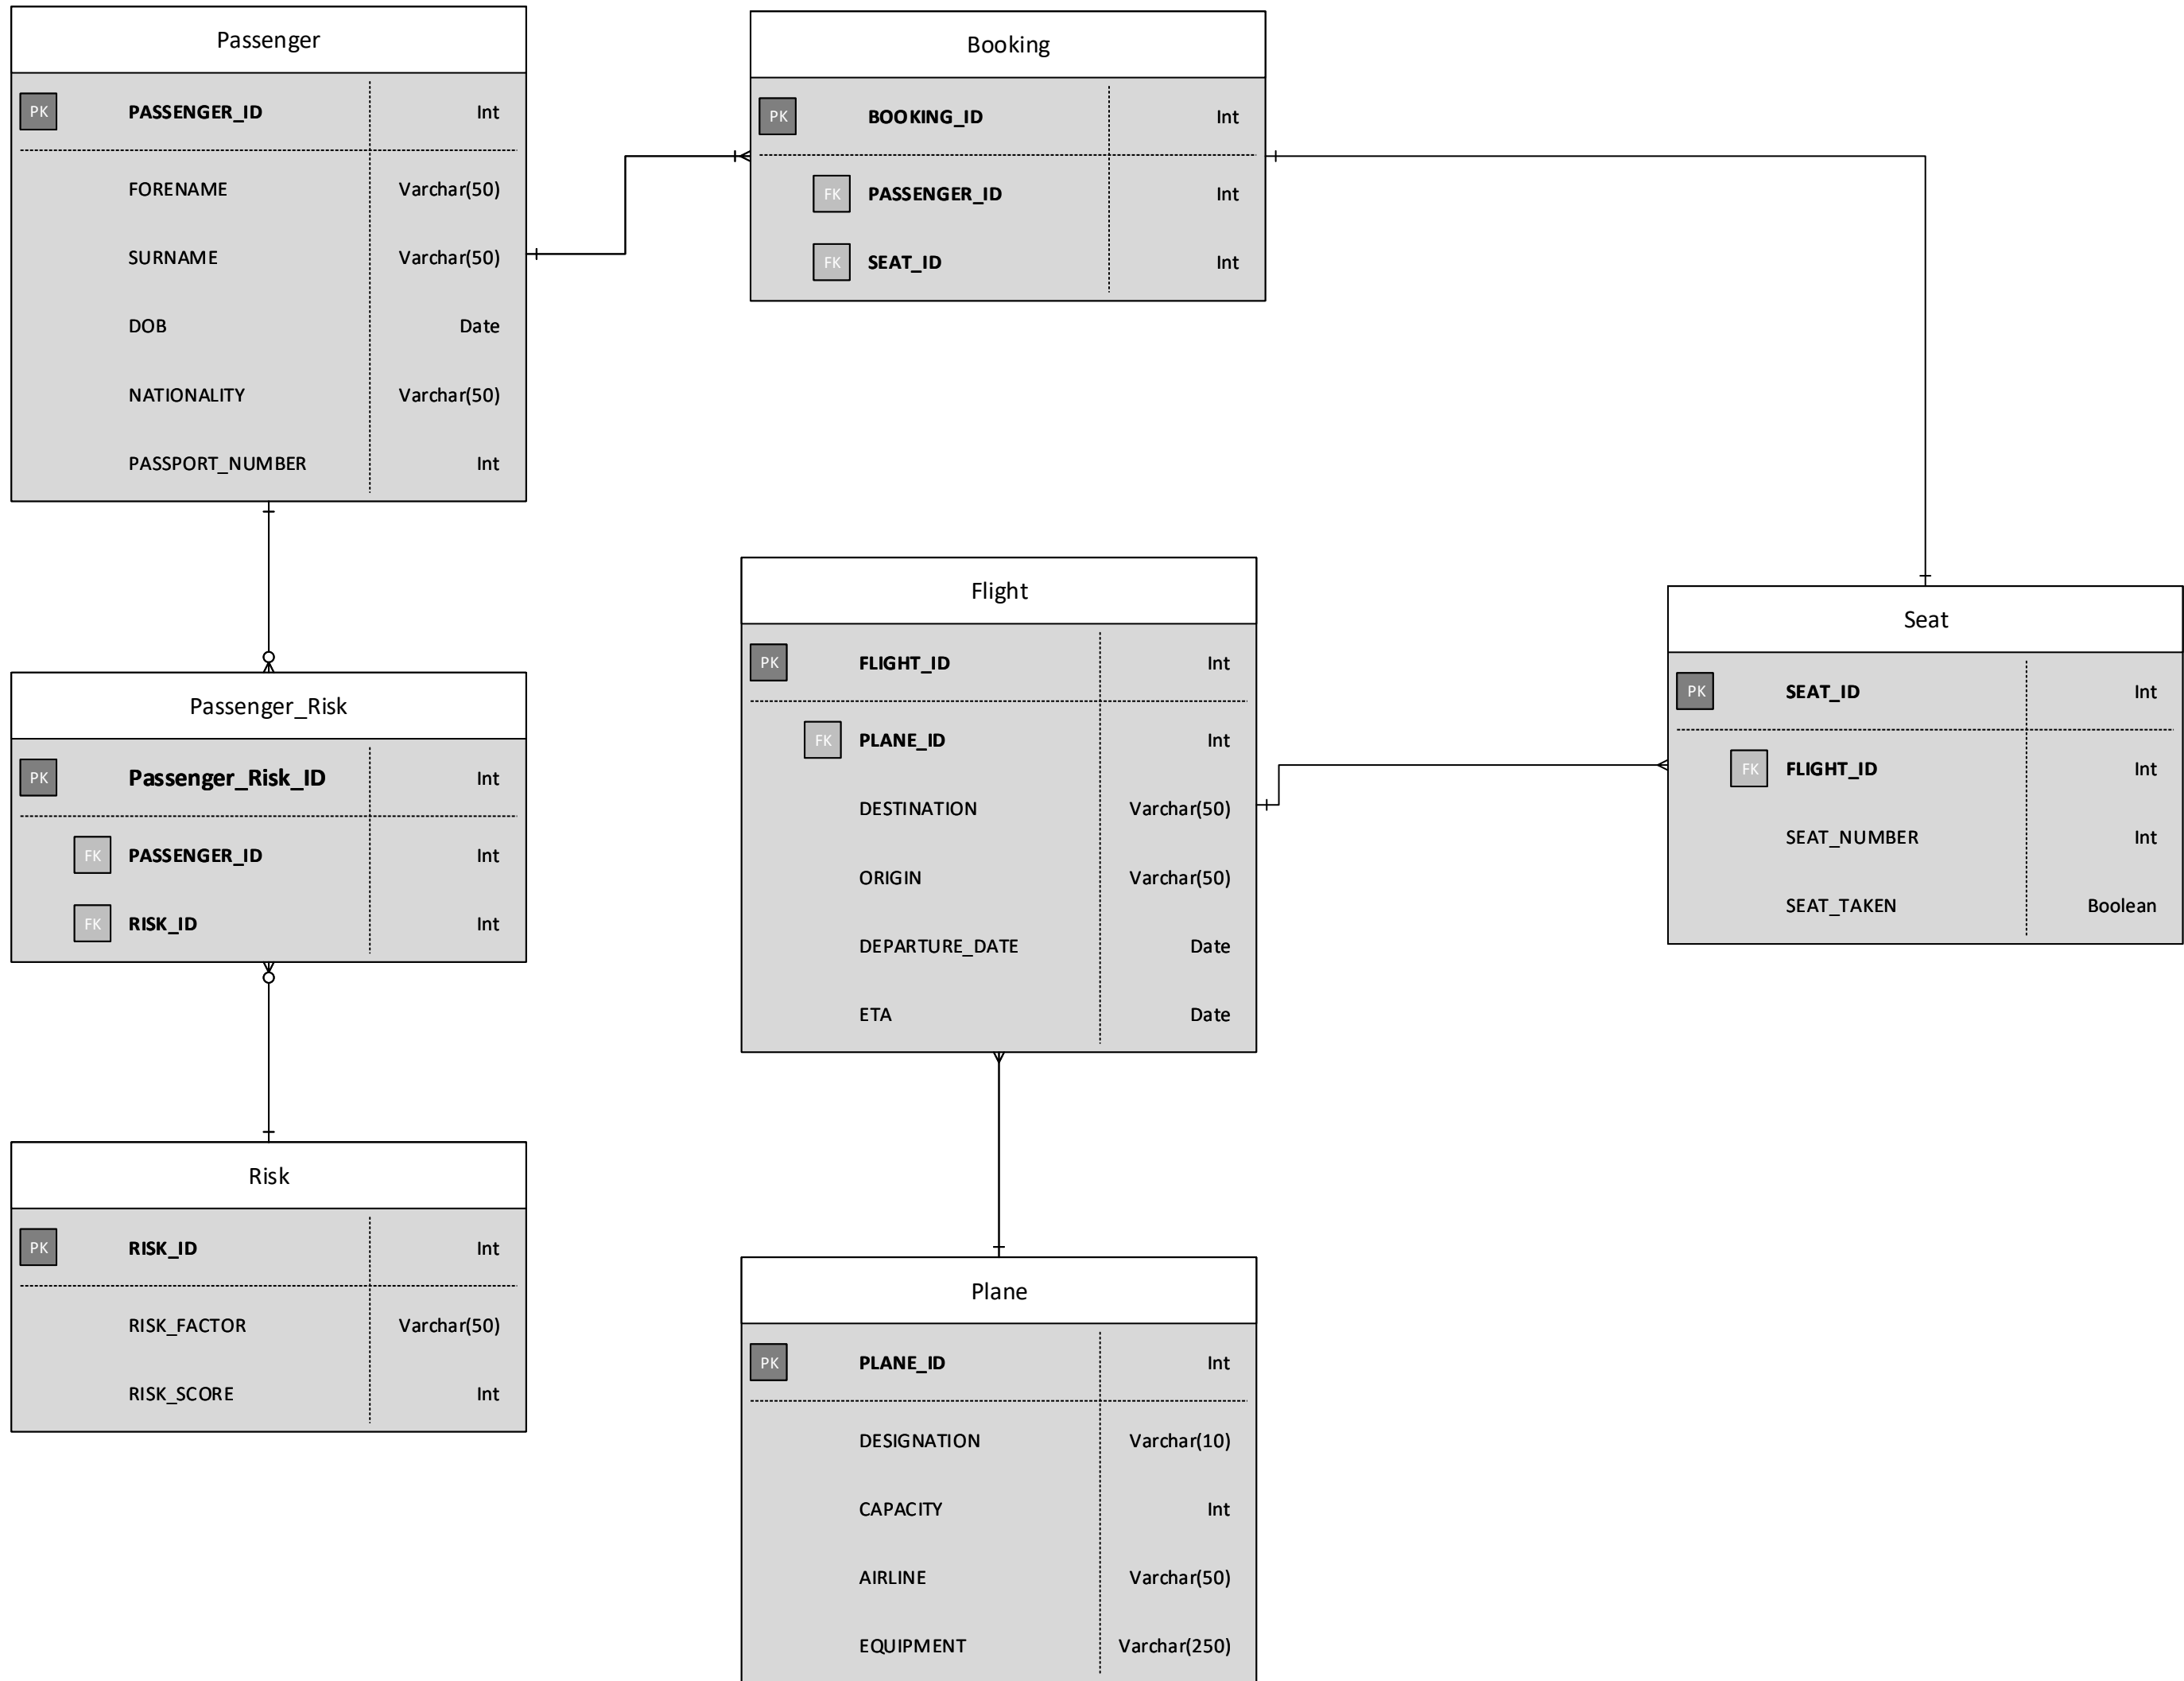 Passenger
PK PASSENGER_ID Int
FORENAME Varchar(50)
SURNAME Varchar(50)
DOB Date
NATIONALITY Varchar(50)
PASSPORT_NUMBER Int
Booking
PK BOOKING_ID Int
FK PASSENGER_ID Int
FK SEAT_ID Int
Flight
PK FLIGHT_ID Int
FK PLANE_ID Int
DESTINATION Varchar(50)
ORIGIN Varchar(50)
DEPARTURE_DATE Date
ETA Date
Seat
PK SEAT_ID Int
FK FLIGHT_ID Int
SEAT_NUMBER Int
SEAT_TAKEN Boolean
Passenger_Risk
PK Passenger_Risk_ID Int
FK PASSENGER_ID Int
FK RISK_ID Int
Risk
PK RISK_ID Int
RISK_FACTOR Varchar(50)
RISK_SCORE Int
Plane
PK PLANE_ID Int
DESIGNATION Varchar(10)
CAPACITY Int
AIRLINE Varchar(50)
EQUIPMENT Varchar(250)